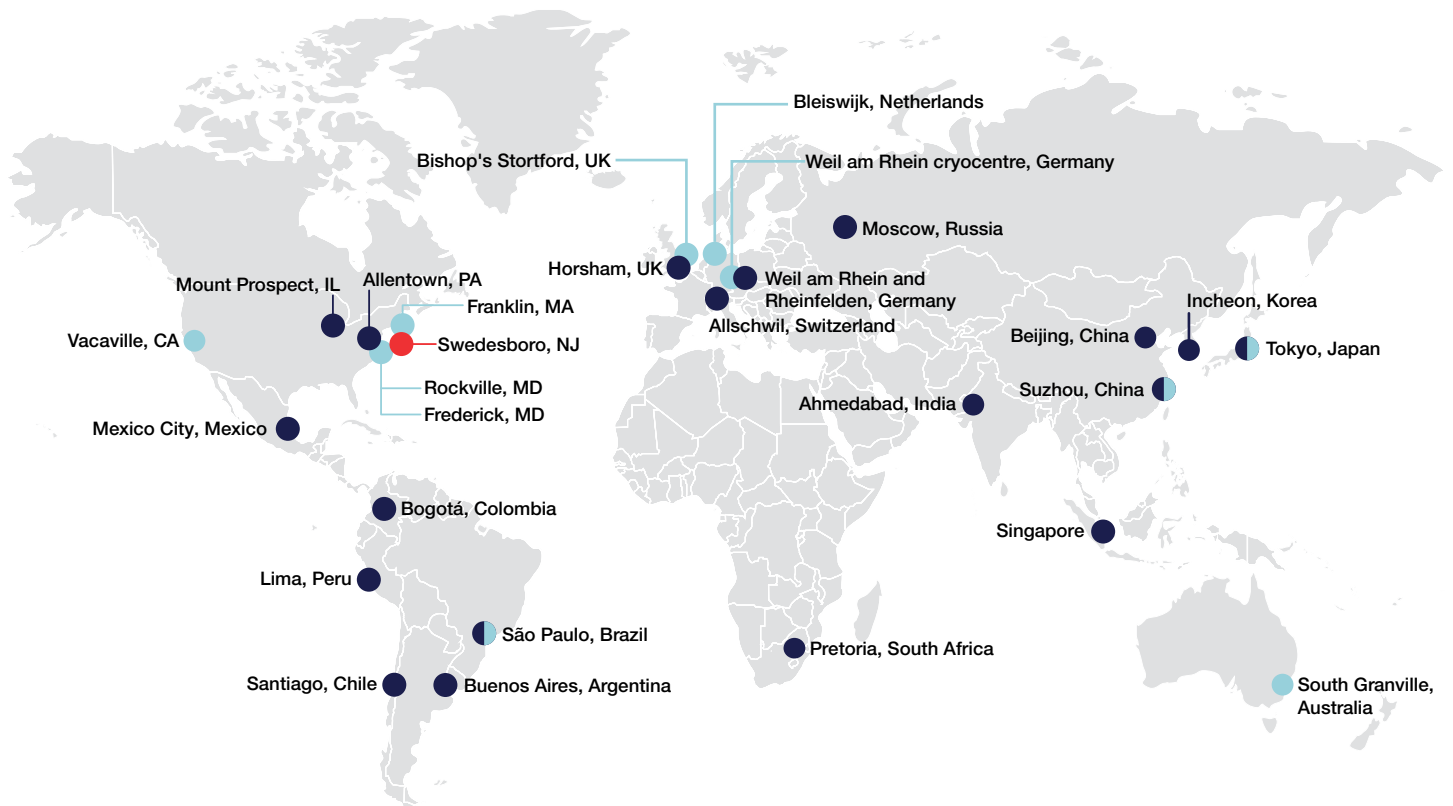 Bleiswijk, Netherlands
Bishop's Stortford, UK
Weil am Rhein cryocentre, Germany
Moscow, Russia
Horsham, UK
Weil am Rhein and
Rheinfelden, Germany
Allschwil, Switzerland
Mount Prospect, IL
Allentown, PA
Franklin, MA
Vacaville, CA
Swedesboro, NJ
Rockville, MD
Frederick, MD
Incheon, Korea
Beijing, China
Tokyo, Japan
Suzhou, China
Ahmedabad, India
Mexico City, Mexico
Bogotá, Colombia
Singapore
Lima, Peru
São Paulo, Brazil
Pretoria, South Africa
Santiago, Chile
Buenos Aires, Argentina
South Granville,
Australia